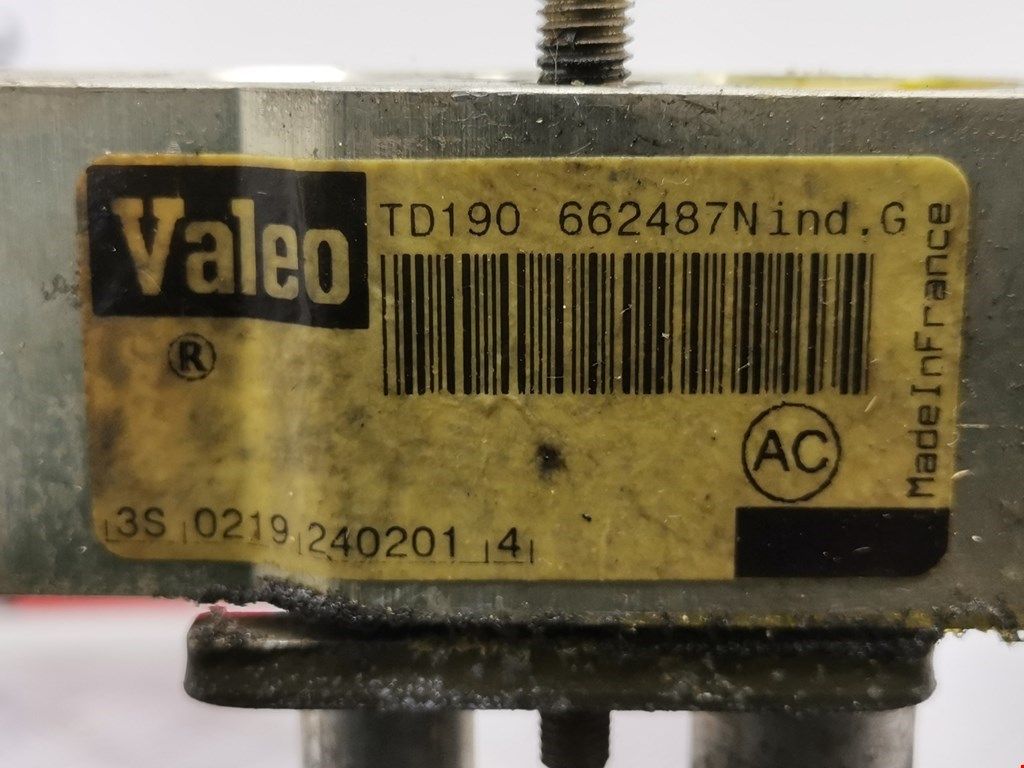 Valeo
®
TD190 662487Nind.G
MadeInFrance
AC
3S 0219 240201 4